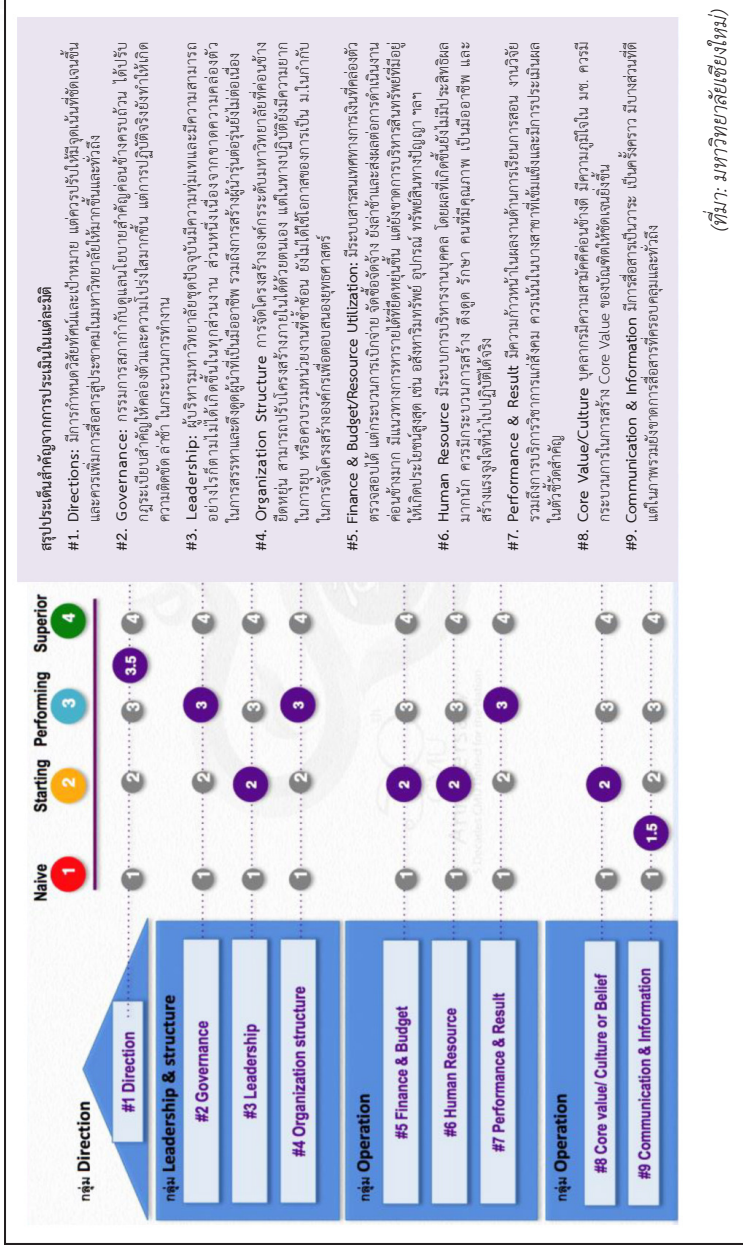 Naive Starting Performing Superior
1 2 3 4
กลุ่ม Direction
#1 Direction 1 2 3 3.5 4
กลุ่ม Leadership & structure
#2 Governance 1 2 3 4
#3 Leadership 1 2 3 4
#4 Organization structure 1 2 3 4
กลุ่ม Operation
#5 Finance & Budget 1 2 3 4
#6 Human Resource 1 2 3 4
#7 Performance & Result 1 2 3 4
กลุ่ม Operation
#8 Core value/ Culture or Belief 1 2 3 4
#9 Communication & Information 1 1.5 2 3 4
สรุปประเด็นสำคัญจากการประเมินในแต่ละมิติ
#1. Directions: มีการกำหนดวิสัยทัศน์และเป้าหมาย แต่ควรปรับให้มีจุดเน้นที่ชัดเจนขึ้น
และควรเพิ่มการสื่อสารสู่ประชาคมในมหาวิทยาลัยให้มากขึ้นและทั่วถึง
#2. Governance: กรรมการสภากำกับดูแลนโยบายสำคัญค่อนข้างครบถ้วน ได้ปรับ
กฎระเบียบสำคัญให้คล่องตัวและความโปร่งใสมากขึ้น แต่การปฏิบัติจริงยังทำให้เกิด
ความติดขัด ล่าช้า ในกระบวนการทำงาน
#3. Leadership: ผู้บริหารมหาวิทยาลัยชุดปัจจุบันมีความทุ่มเทและมีความสามารถ
อย่างไรก็ตามไม่ได้เกิดขึ้นในทุกส่วนงาน ส่วนหนึ่งเนื่องจากขาดความคล่องตัว
ในการสรรหาและดึงดูดผู้นำที่เป็นมืออาชีพ รวมถึงการสร้างผู้นำรุ่นต่อรุ่นยังไม่ต่อเนื่อง
#4. Organization Structure การจัดโครงสร้างองค์กรระดับมหาวิทยาลัยที่ค่อนข้าง
ยืดหยุ่น สามารถปรับโครงสร้างภายในได้ด้วยตนเอง แต่ในทางปฏิบัติยังมีความยาก
ในการยุบ หรือควบรวมหน่วยงานที่ซ้ำซ้อน ยังไม่ได้ใช้โอกาสของการเป็น ม.ในกำกับ
ในการจัดโครงสร้างองค์กรเพื่อตอบสนองยุทธศาสตร์
#5. Finance & Budget/Resource Utilization: มีระบบสารสนเทศทางการเงินที่คล่องตัว
ตรวจสอบได้ แต่กระบวนการเบิกจ่าย จัดซื้อจัดจ้าง ยังล่าช้าและส่งผลต่อการดำเนินงาน
ค่อนข้างมาก มีแนวทางการหารายได้ที่ยืดหยุ่นขึ้น แต่ยังขาดการบริหารสินทรัพย์ที่มีอยู่
ให้เกิดประโยชน์สูงสุด เช่น อสังหาริมทรัพย์ อุปกรณ์ ทรัพย์สินทางปัญญา ฯลฯ
#6. Human Resource มีระบบการบริหารงานบุคคล โดยผลที่เกิดขึ้นยังไม่มีประสิทธิผล
มากนัก ควรมีกระบวนการสร้าง ดึงดูด รักษา คนที่มีคุณภาพ เป็นมืออาชีพ และ
สร้างแรงจูงใจที่นำไปปฏิบัติได้จริง
#7. Performance & Result มีความก้าวหน้าในผลงานด้านการเรียนการสอน งานวิจัย
รวมถึงการบริการวิชาการแก่สังคม ควรเน้นในบางสาขาที่เข้มแข็งและมีการประเมินผล
ในตัวชี้วัดสำคัญ
#8. Core Value/Culture บุคลากรมีความสามัคคีค่อนข้างดี มีความภูมิใจใน มช. ควรมี
กระบวนการในการสร้าง Core Value ของบัณฑิตให้ชัดเจนยิ่งขึ้น
#9. Communication & Information มีการสื่อสารเป็นวาระ เป็นครั้งคราว มีบางส่วนที่ดี
แต่ในภาพรวมยังขาดการสื่อสารที่ครอบคลุมและทั่วถึง
(ที่มา: มหาวิทยาลัยเชียงใหม่)